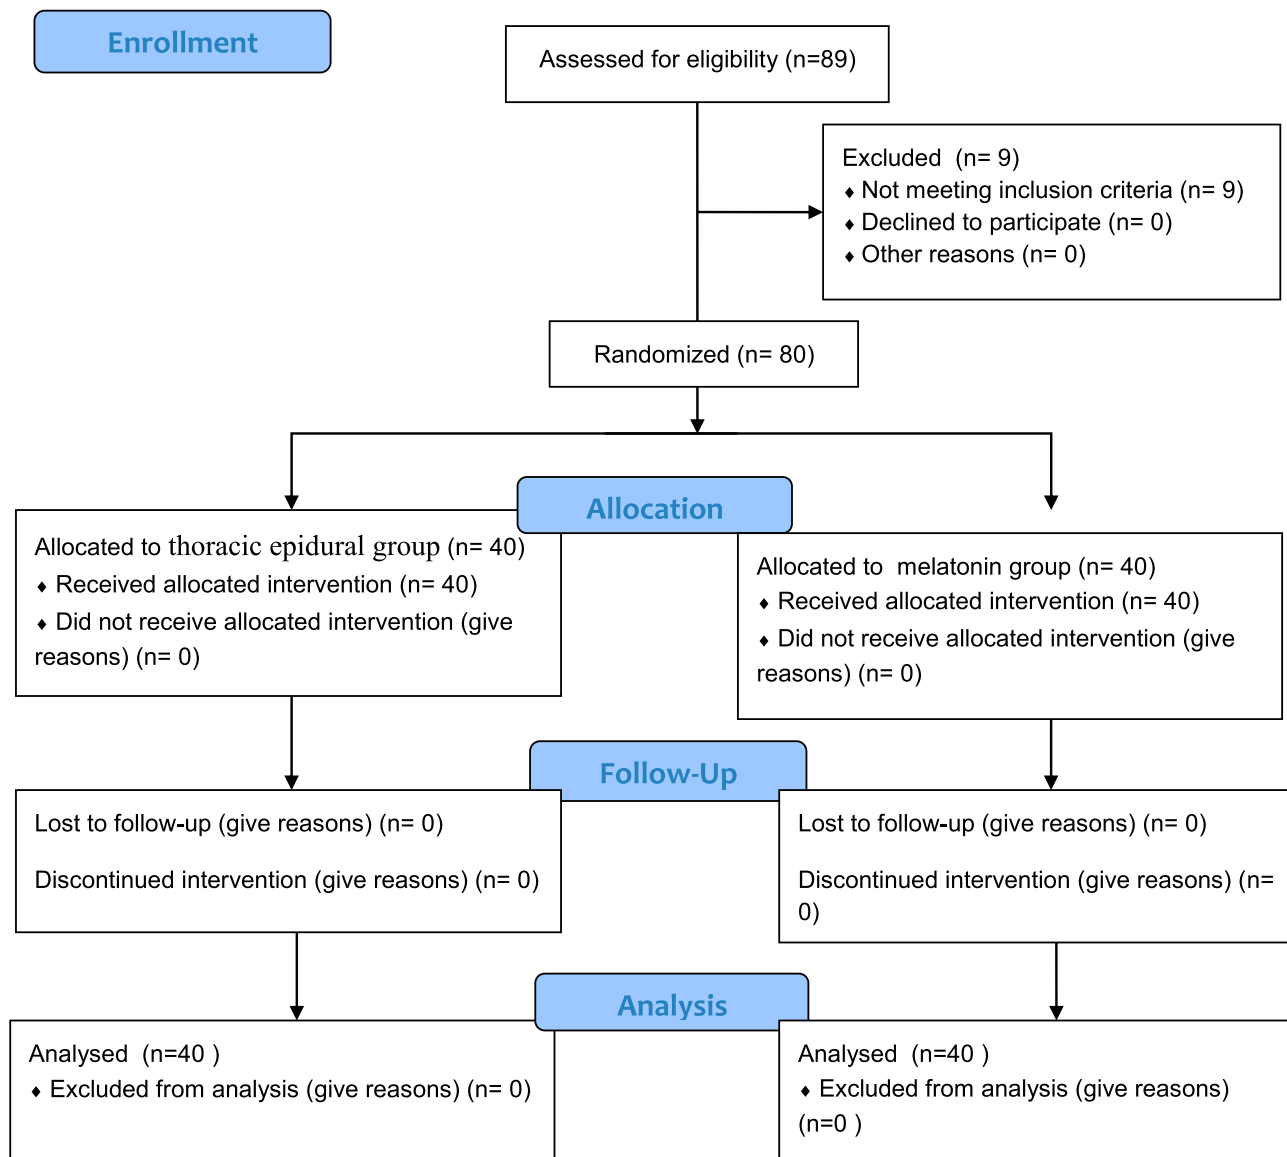 Enrollment
Assessed for eligibility (n=89)
Excluded (n= 9)
♦ Not meeting inclusion criteria (n= 9)
♦ Declined to participate (n= 0)
♦ Other reasons (n= 0)
Randomized (n= 80)
Allocation
Allocated to thoracic epidural group (n= 40)
♦ Received allocated intervention (n= 40)
♦ Did not receive allocated intervention (give
reasons) (n= 0)
Allocated to melatonin group (n= 40)
♦ Received allocated intervention (n= 40)
♦ Did not receive allocated intervention (give
reasons) (n= 0)
Follow-Up
Lost to follow-up (give reasons) (n= 0)
Discontinued intervention (give reasons) (n= 0)
Lost to follow-up (give reasons) (n= 0)
Discontinued intervention (give reasons) (n=
0)
Analysis
Analysed (n=40 )
♦ Excluded from analysis (give reasons) (n= 0)
Analysed (n=40 )
♦ Excluded from analysis (give reasons)
(n=0 )